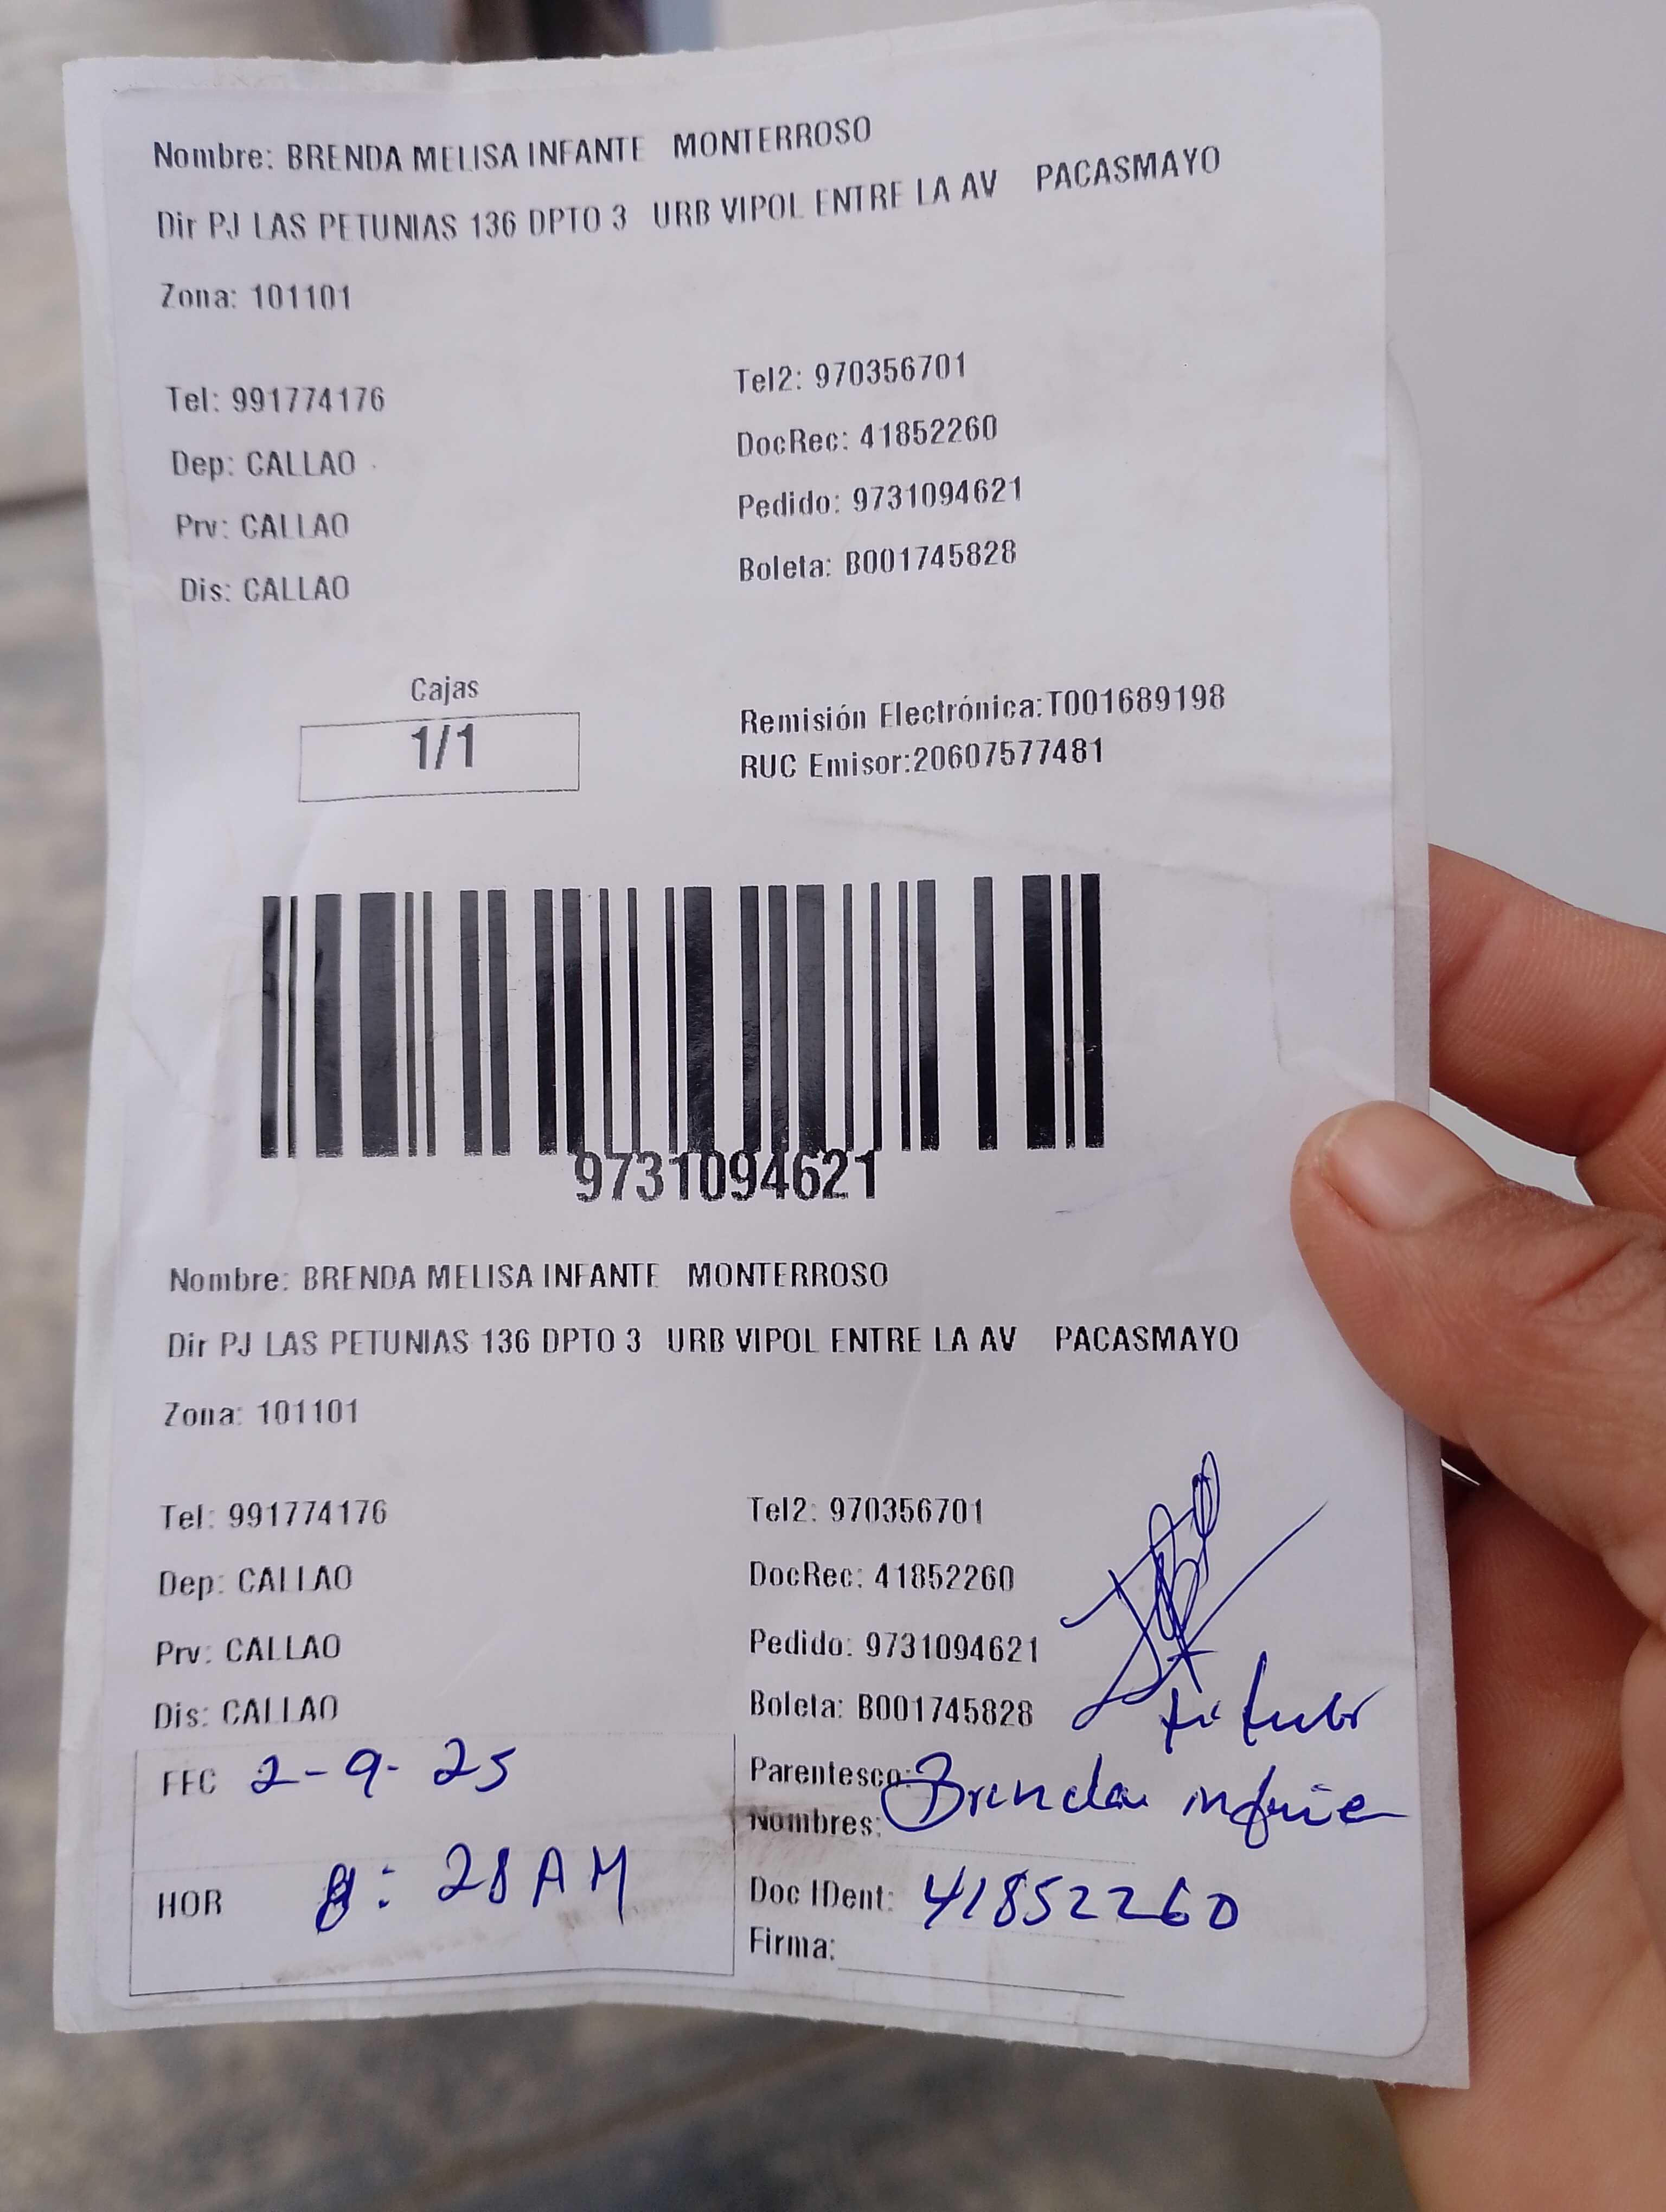 Nombre: BRENDA MELISA INFANTE MONTERROSO
Dir PJ LAS PETUNIAS 136 DPTO 3 URB VIPOL ENTRE LA AV PACASMAYO
Zona: 101101
Tel: 991774176 Tel2: 970356701
Dep: CALLAO DocRec: 41852260
Prv: CALLAO Pedido: 9731094621
Dis: CALLAO Boleta: B001745828
Cajas
1/1
Remisión Electrónica:T001689198
RUC Emisor:20607577481
9731094621
Nombre: BRENDA MELISA INFANTE MONTERROSO
Dir PJ LAS PETUNIAS 136 DPTO 3 URB VIPOL ENTRE LA AV PACASMAYO
Zona: 101101
Tel: 991774176 Tel2: 970356701
Dep: CALLAO DocRec: 41852260
Prv: CALLAO Pedido: 9731094621
Dis: CALLAO Boleta: B001745828
titular
FFC 2-9-25 Parentesco:
Nombres: Brenda
HOR 8:28AM Doc IDent: 41852260
Firma: